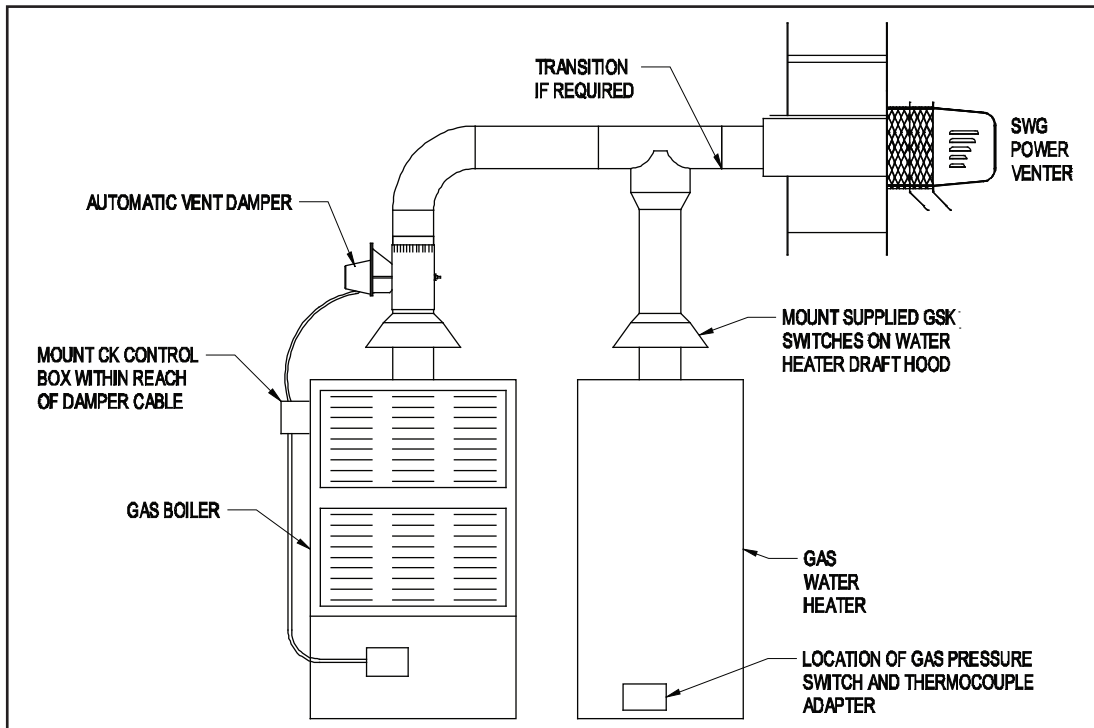 TRANSITION
IF REQUIRED
SWG
POWER
VENTER
AUTOMATIC VENT DAMPER
MOUNT SUPPLIED GSK
SWITCHES ON WATER
HEATER DRAFT HOOD
MOUNT CK CONTROL
BOX WITHIN REACH
OF DAMPER CABLE
GAS BOILER
GAS
WATER
HEATER
LOCATION OF GAS PRESSURE
SWITCH AND THERMOCOUPLE
ADAPTER